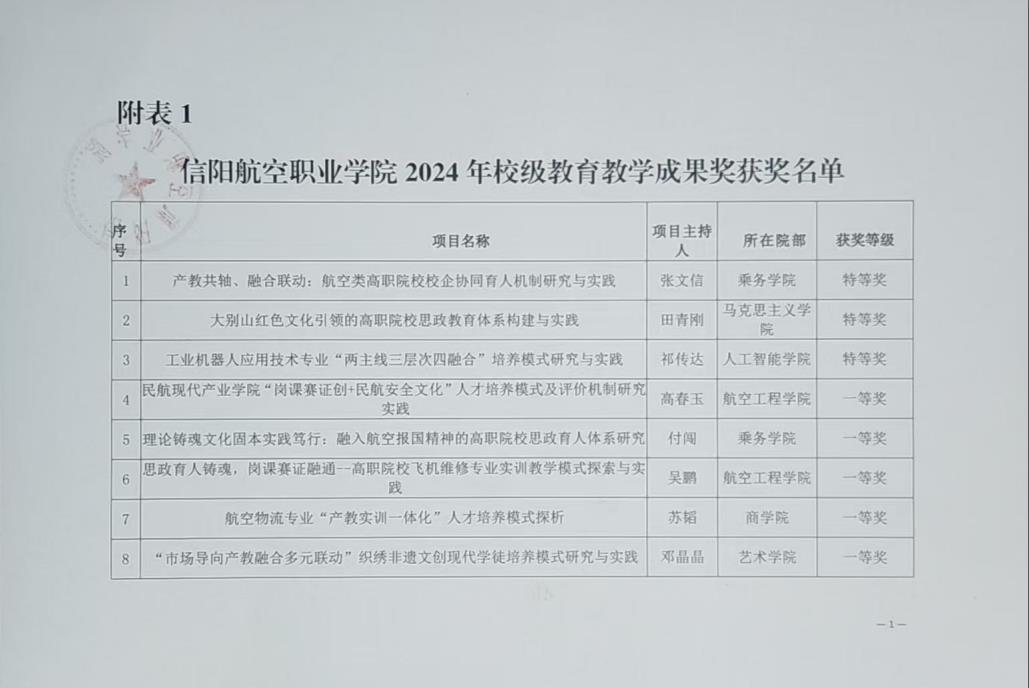 附表 1
信阳航空职业学院 2024 年校级教育教学成果奖获奖名单
序号 项目名称 项目主持人 所在院部 获奖等级
1 产教共轴、融合联动：航空类高职院校校企协同育人机制研究与实践 张文信 乘务学院 特等奖
2 大别山红色文化引领的高职院校思政教育体系构建与实践 田青刚 马克思主义学院 特等奖
3 工业机器人应用技术专业“两主线三层次四融合”培养模式研究与实践 祁传达 人工智能学院 特等奖
4 民航现代产业学院“岗课赛证创+民航安全文化”人才培养模式及评价机制研究实践 高春玉 航空工程学院 一等奖
5 理论铸魂文化固本实践笃行：融入航空报国精神的高职院校思政育人体系研究 付闯 乘务学院 一等奖
6 思政育人铸魂，岗课赛证融通--高职院校飞机维修专业实训教学模式探索与实践 吴鹏 航空工程学院 一等奖
7 航空物流专业“产教实训一体化”人才培养模式探析 苏韬 商学院 一等奖
8 “市场导向产教融合多元联动”织绣非遗文创现代学徒培养模式研究与实践 邓晶晶 艺术学院 一等奖
—1—